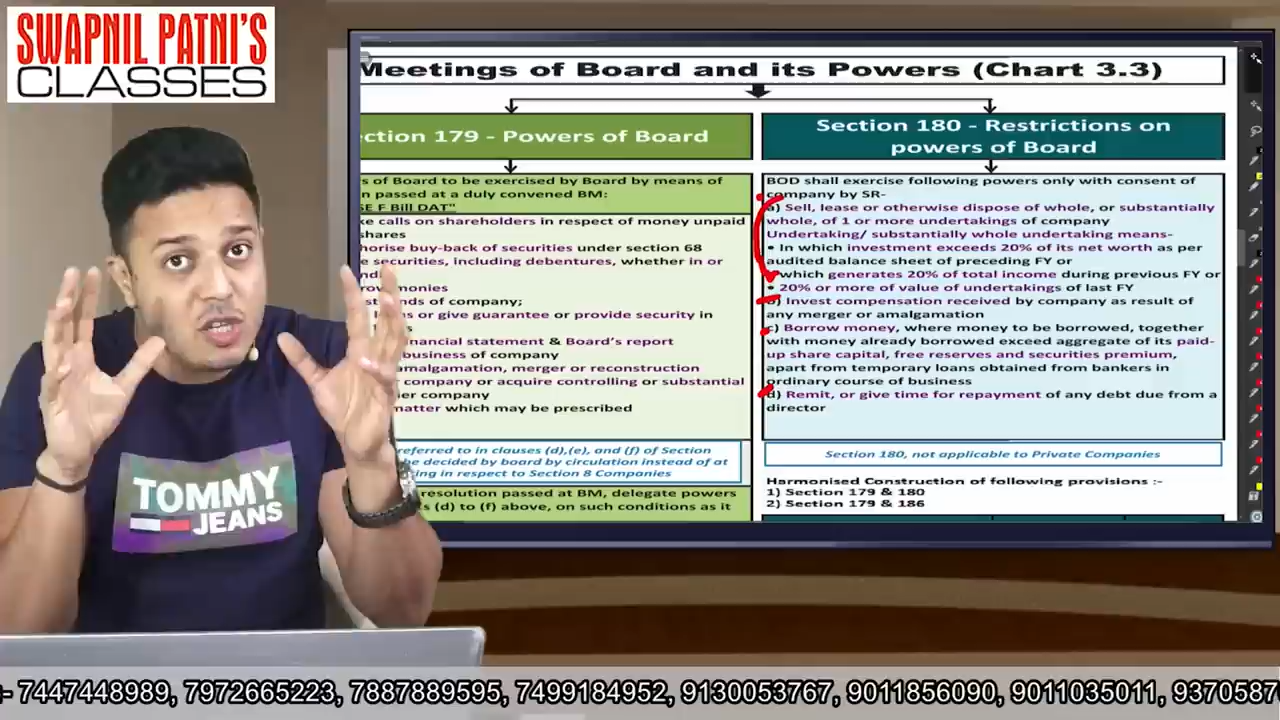 SWAPNIL PATNI'S
CLASSES
Meetings of Board and its Powers (Chart 3.3)
ction 179 - Powers of Board
s of Board to be exercised by Board by means of
n passed at a duly convened BM:
SE F Bill DAT"
ke calls on shareholders in respect of money unpaid
shares
horise buy-back of securities under section 68
e securities, including debentures, whether in or
monies
of company;
or give guarantee or provide security in
nancial statement & Board's report
business of company
amalgamation, merger or reconstruction
company or acquire controlling or substantial
er company
matter which may be prescribed
referred to in clauses (d),(e), and (f) of Section
be decided by board by circulation instead of at
ing in respect to Section 8 Companies
resolution passed at BM, delegate powers
(d) to (f) above, on such conditions as it
Section 180 - Restrictions on
powers of Board
BOD shall exercise following powers only with consent of
company by SR-
a) Sell, lease or otherwise dispose of whole, or substantially
whole, of 1 or more undertakings of company
Undertaking/ substantially whole undertaking means-
• In which investment exceeds 20% of its net worth as per
audited balance sheet of preceding FY or
which generates 20% of total income during previous FY or
• 20% or more of value of undertakings of last FY
b) Invest compensation received by company as result of
any merger or amalgamation
c) Borrow money, where money to be borrowed, together
with money already borrowed exceed aggregate of its paid-
up share capital, free reserves and securities premium,
apart from temporary loans obtained from bankers in
ordinary course of business
d) Remit, or give time for repayment of any debt due from a
director
Section 180, not applicable to Private Companies
Harmonised Construction of following provisions :-
1) Section 179 & 180
2) Section 179 & 186
TOMMY
JEANS
- 7447448989, 7972665223, 7887889595, 7499184952, 9130053767, 9011856090, 9011035011, 9370587